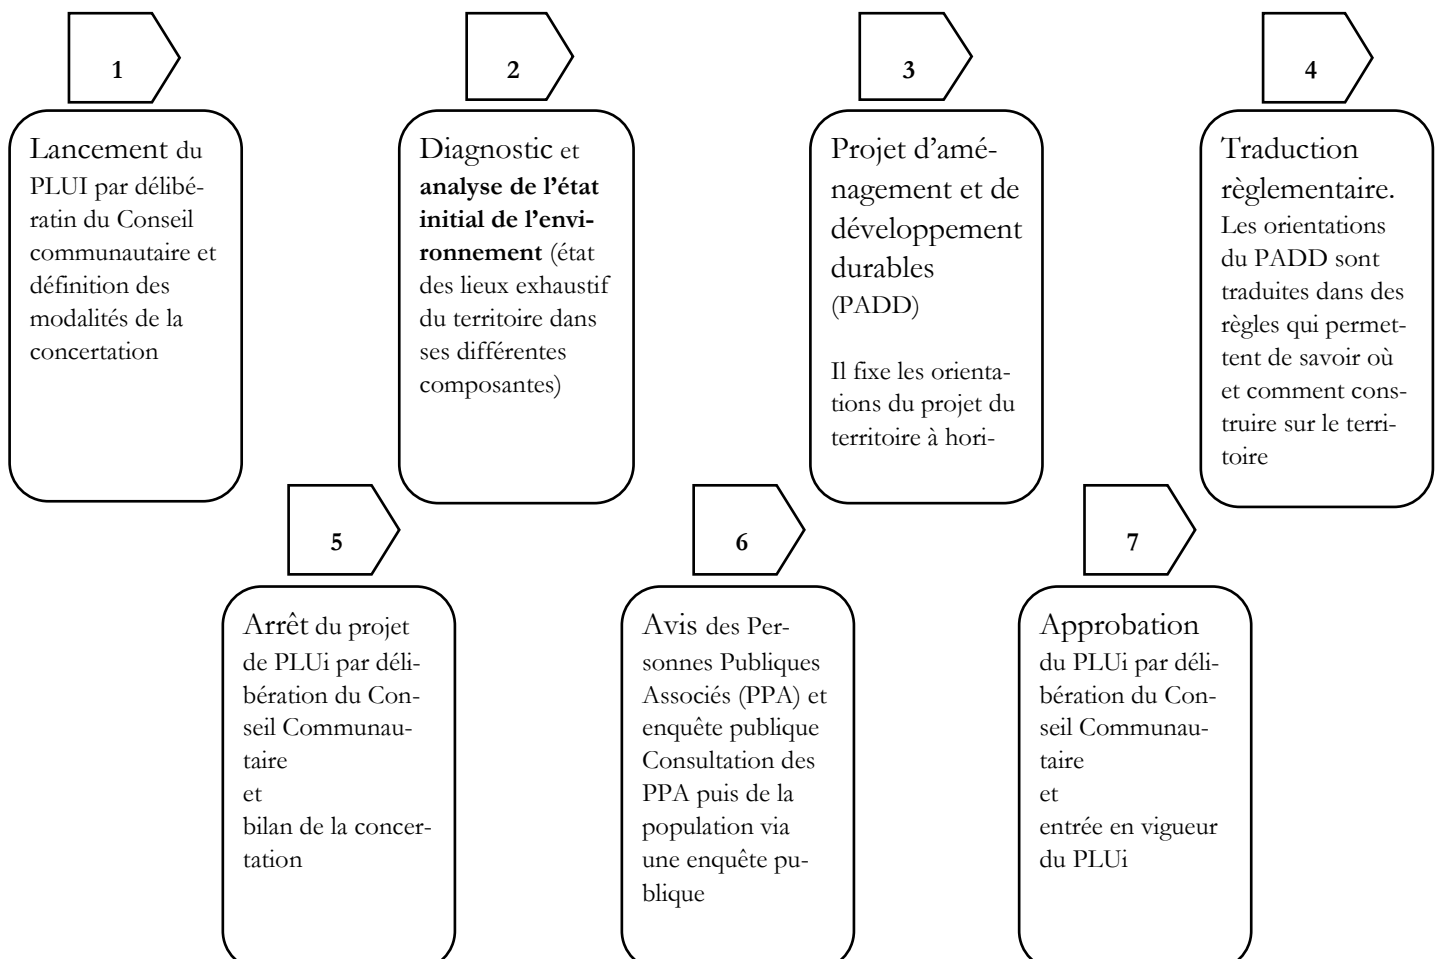 1
Lancement du
PLUI par délibé-
ratin du Conseil
communautaire et
définition des
modalités de la
concertation
2
Diagnostic et
analyse de l'état
initial de l'envi-
ronnement (état
des lieux exhaustif
du territoire dans
ses différentes
composantes)
3
Projet d'amé-
nagement et de
développement
durables
(PADD)
Il fixe les orienta-
tions du projet du
territoire à hori-
4
Traduction
règlementaire.
Les orientations
du PADD sont
traduites dans des
règles qui permet-
tent de savoir où
et comment cons-
truire sur le terri-
toire
5
Arrêt du projet
de PLUi par déli-
bération du Con-
seil Communau-
taire
et
bilan de la concer-
tation
6
Avis des Per-
sonnes Publiques
Associés (PPA) et
enquête publique
Consultation des
PPA puis de la
population via
une enquête pu-
blique
7
Approbation
du PLUi par déli-
bération du Con-
seil Communau-
taire
et
entrée en vigueur
du PLUi